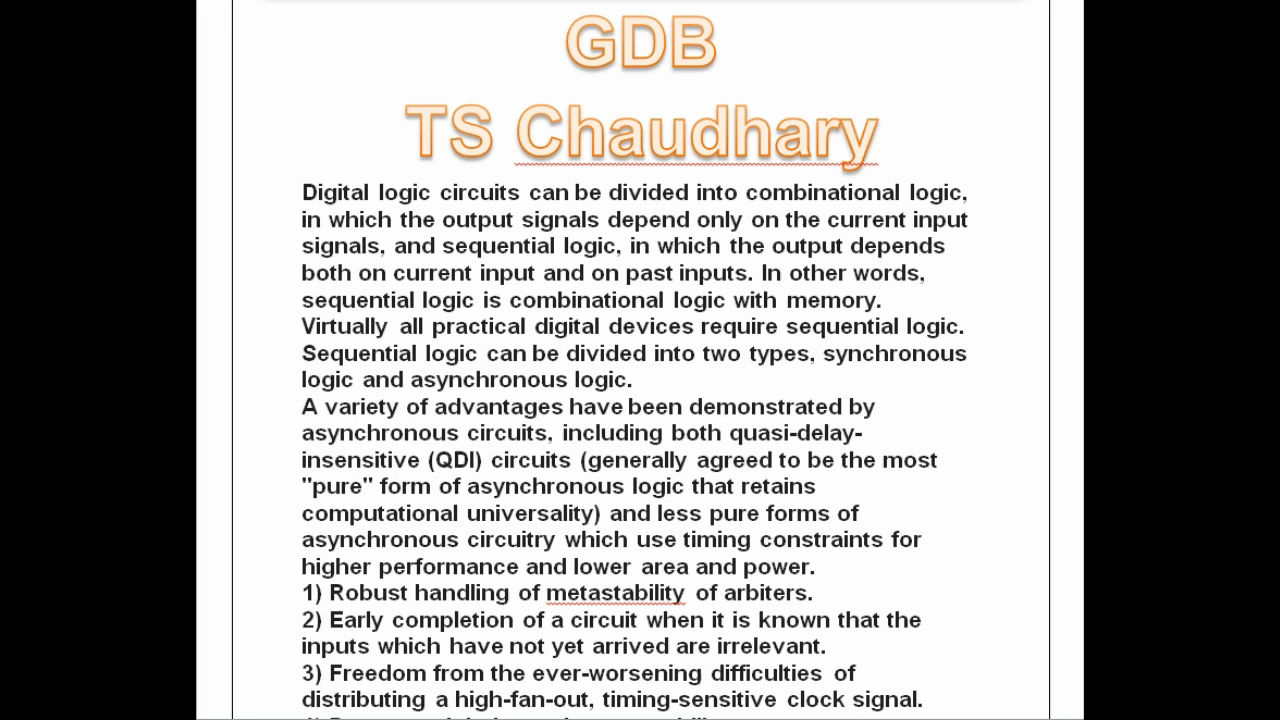 GDB
TS Chaudhary
Digital logic circuits can be divided into combinational logic,
in which the output signals depend only on the current input
signals, and sequential logic, in which the output depends
both on current input and on past inputs. In other words,
sequential logic is combinational logic with memory.
Virtually all practical digital devices require sequential logic.
Sequential logic can be divided into two types, synchronous
logic and asynchronous logic.
A variety of advantages have been demonstrated by
asynchronous circuits, including both quasi-delay-
insensitive (QDI) circuits (generally agreed to be the most
"pure" form of asynchronous logic that retains
computational universality) and less pure forms of
asynchronous circuitry which use timing constraints for
higher performance and lower area and power.
1) Robust handling of metastability of arbiters.
2) Early completion of a circuit when it is known that the
inputs which have not yet arrived are irrelevant.
3) Freedom from the ever-worsening difficulties of
distributing a high-fan-out, timing-sensitive clock signal.